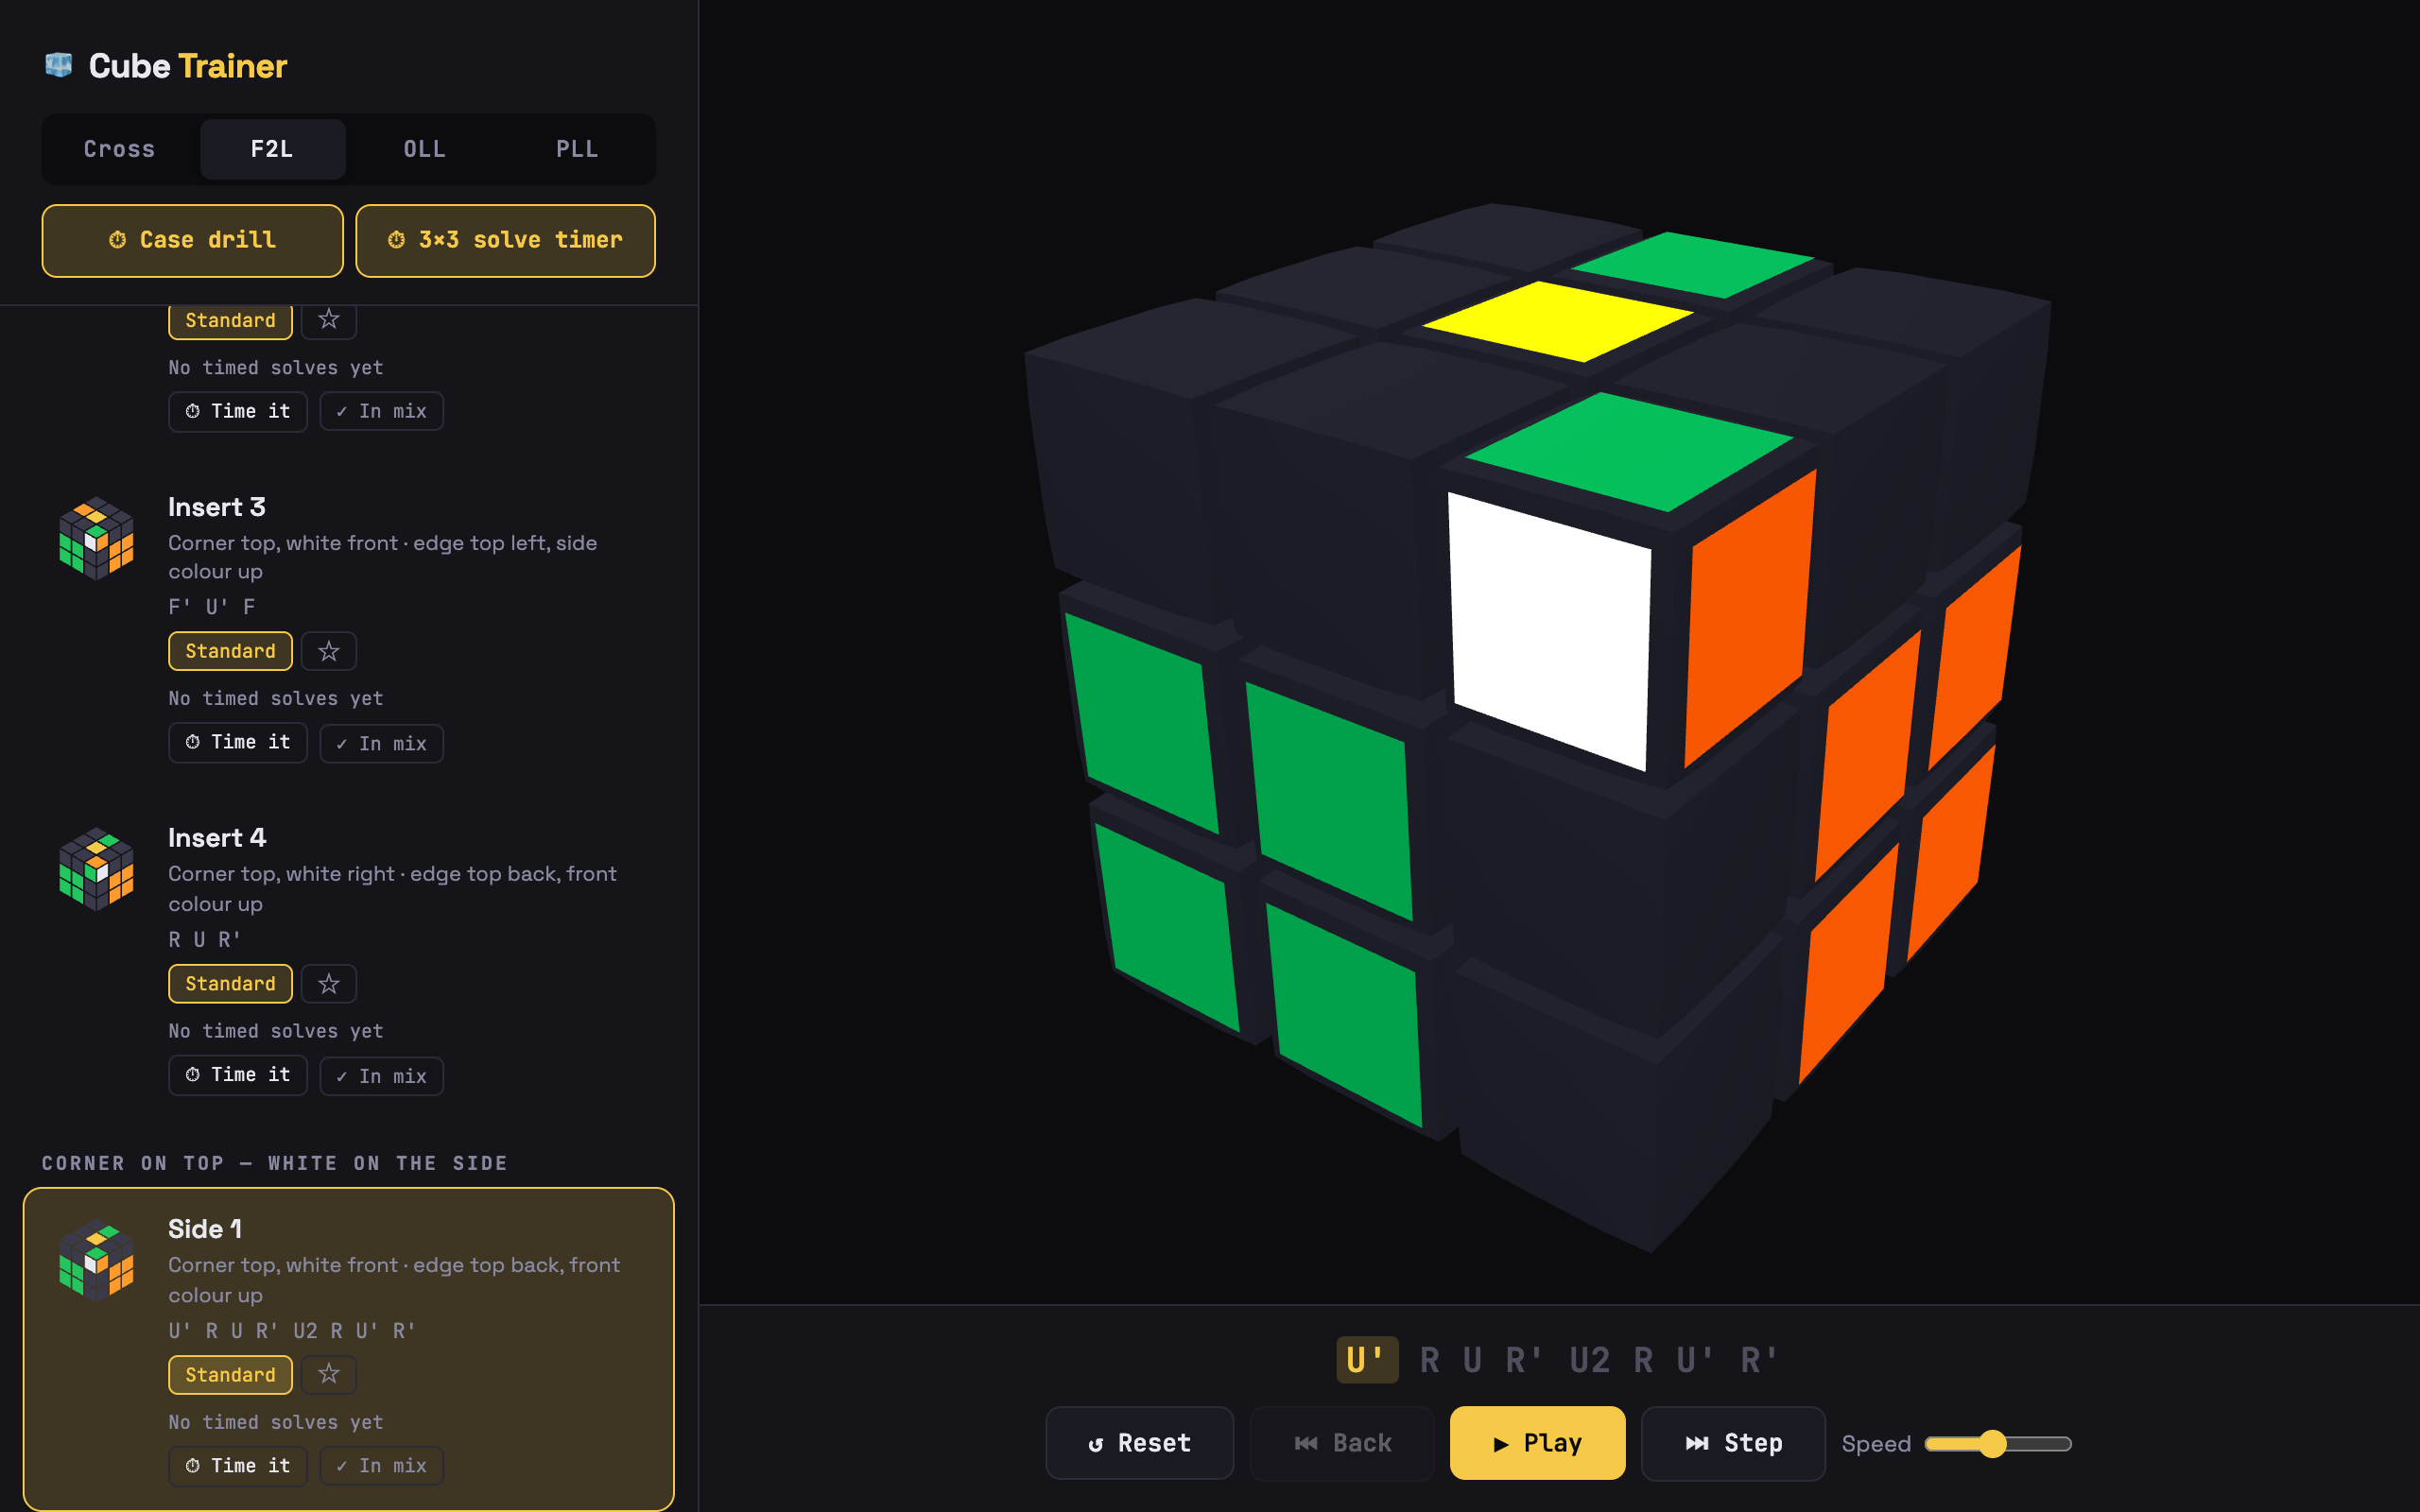 Cube Trainer
Cross F2L OLL PLL
⏱ Case drill ⏱ 3×3 solve timer
Standard ☆
No timed solves yet
⏱ Time it ✓ In mix
Insert 3
Corner top, white front · edge top left, side
colour up
F' U' F
Standard ☆
No timed solves yet
⏱ Time it ✓ In mix
Insert 4
Corner top, white right · edge top back, front
colour up
R U R'
Standard ☆
No timed solves yet
⏱ Time it ✓ In mix
CORNER ON TOP — WHITE ON THE SIDE
Side 1
Corner top, white front · edge top back, front
colour up
U' R U R' U2 R U' R'
Standard ☆
No timed solves yet
⏱ Time it ✓ In mix
U' R U R' U2 R U' R'
↺ Reset ⏮ Back ▶ Play ⏭ Step Speed